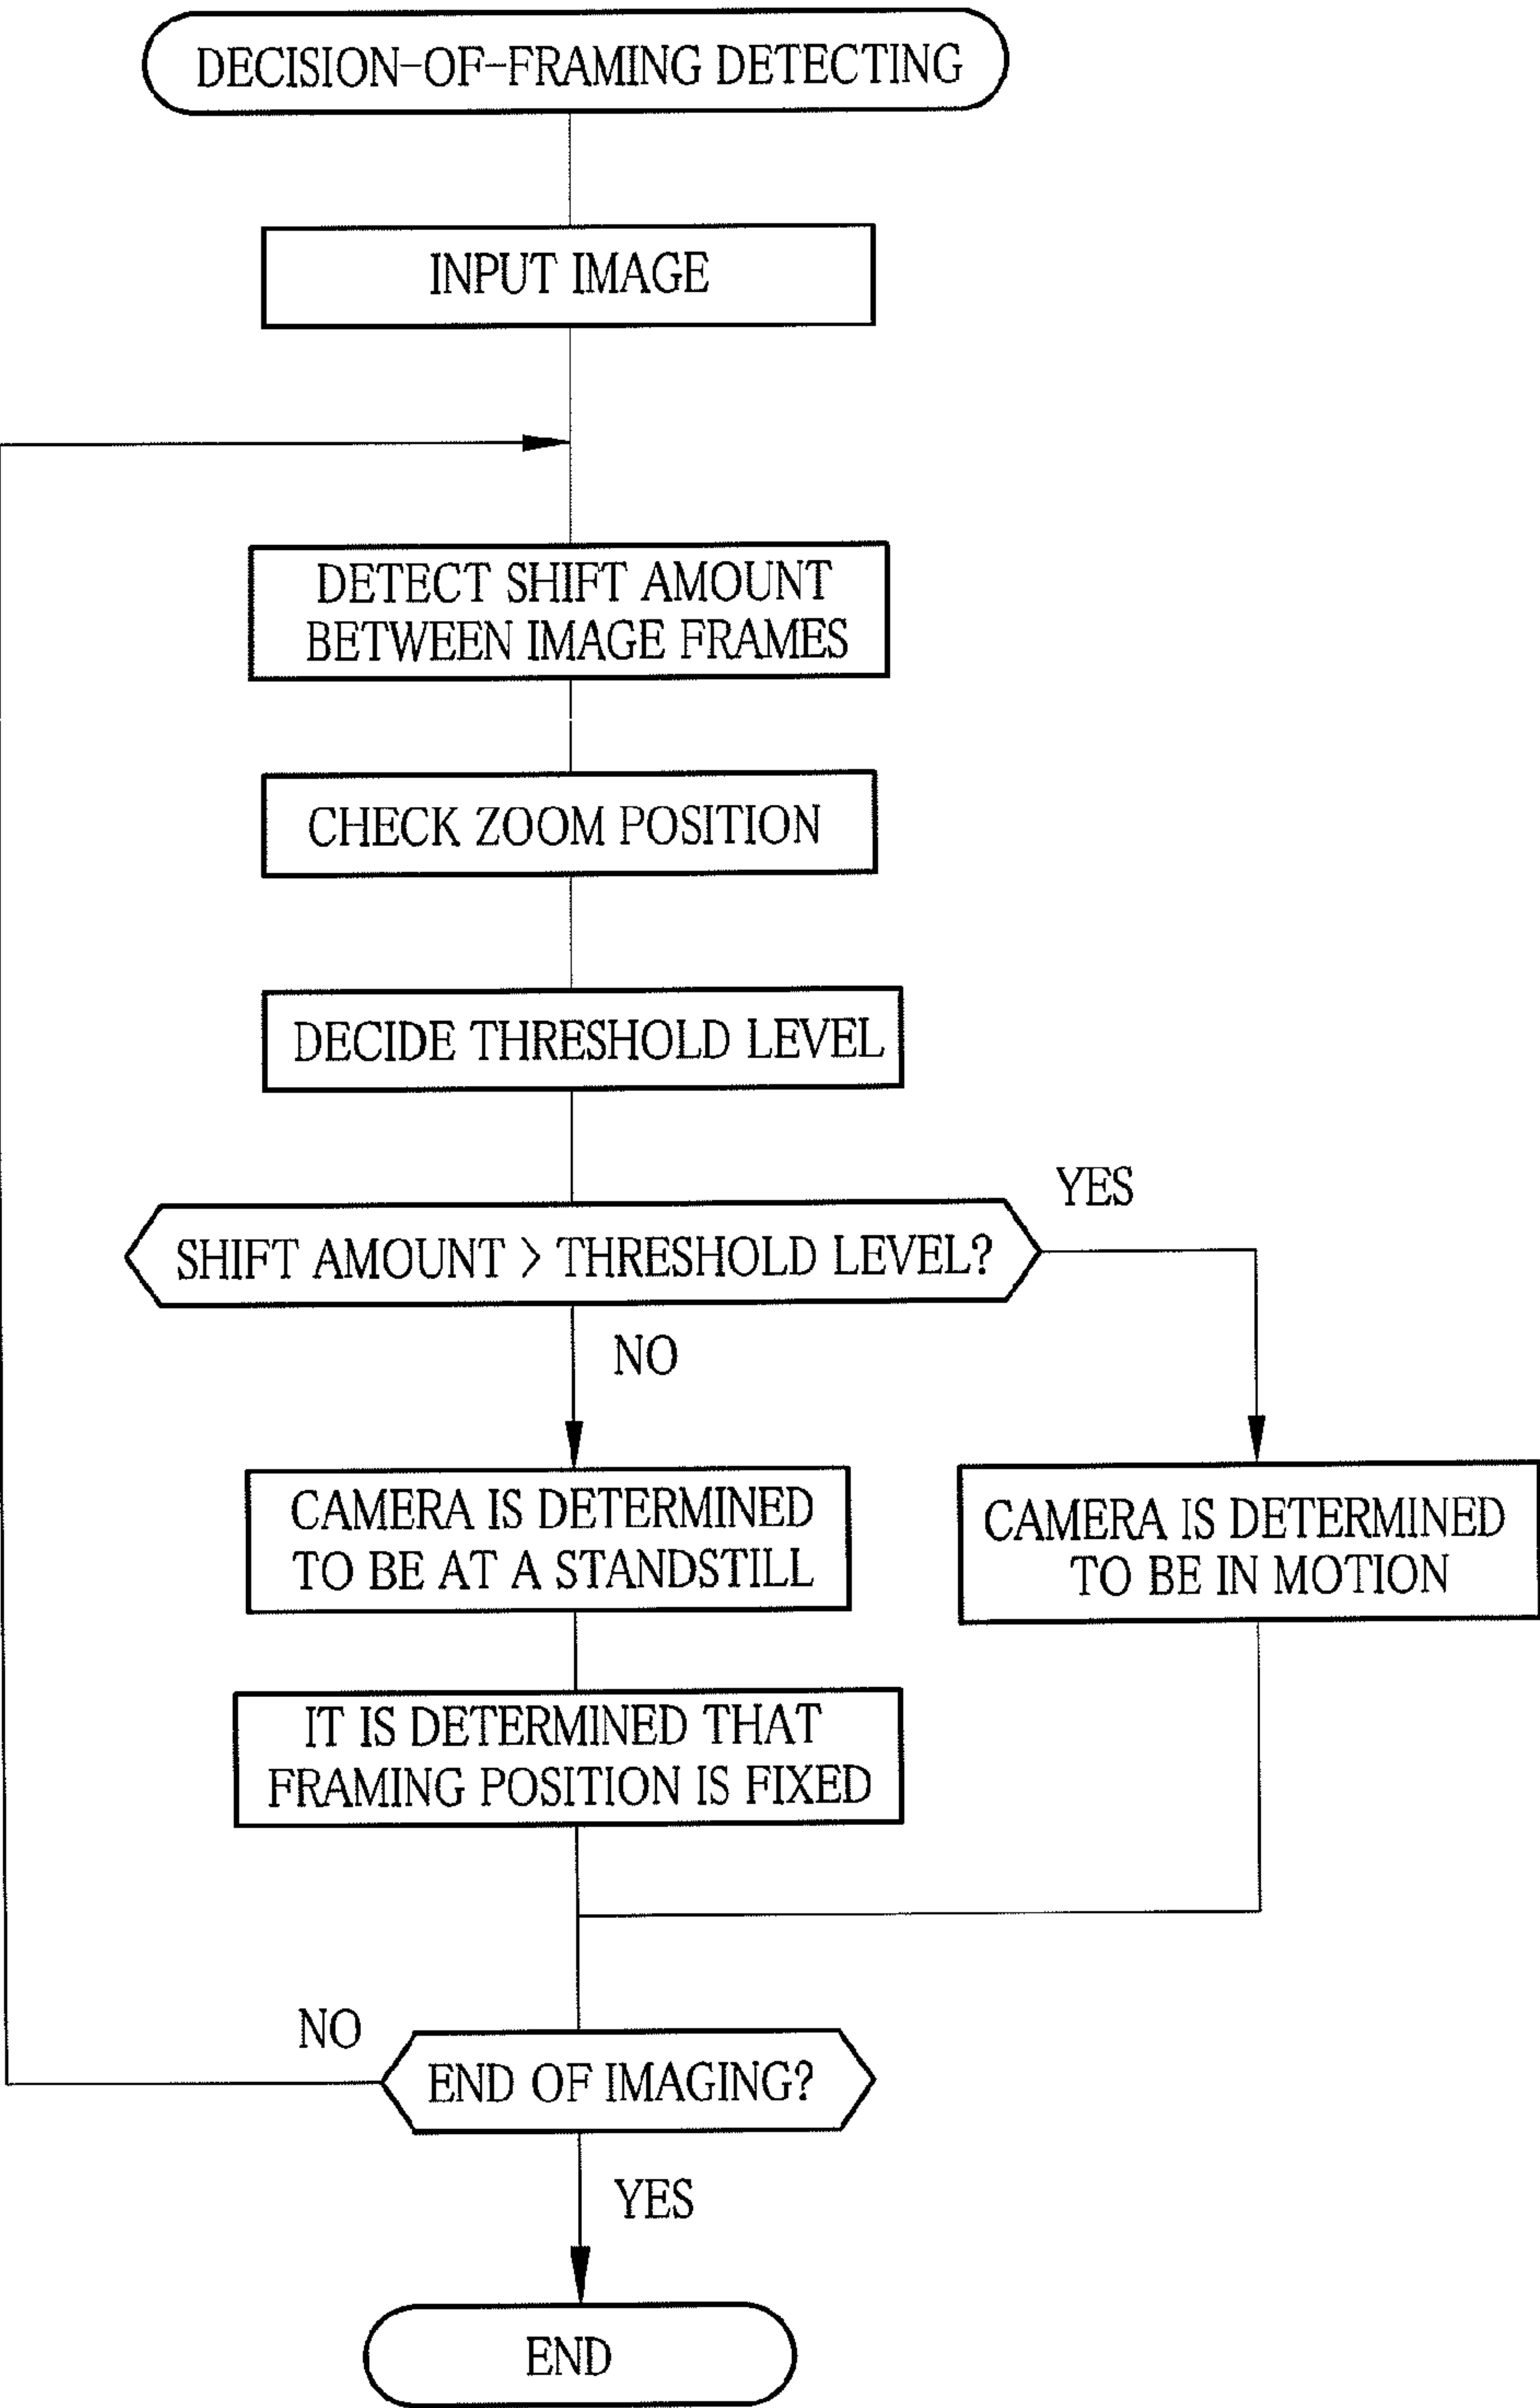 DECISION-OF-FRAMING DETECTING
INPUT IMAGE
DETECT SHIFT AMOUNT
BETWEEN IMAGE FRAMES
CHECK ZOOM POSITION
DECIDE THRESHOLD LEVEL
YES
SHIFT AMOUNT > THRESHOLD LEVEL?
NO
CAMERA IS DETERMINED
TO BE AT A STANDSTILL
CAMERA IS DETERMINED
TO BE IN MOTION
IT IS DETERMINED THAT
FRAMING POSITION IS FIXED
NO
END OF IMAGING?
YES
END